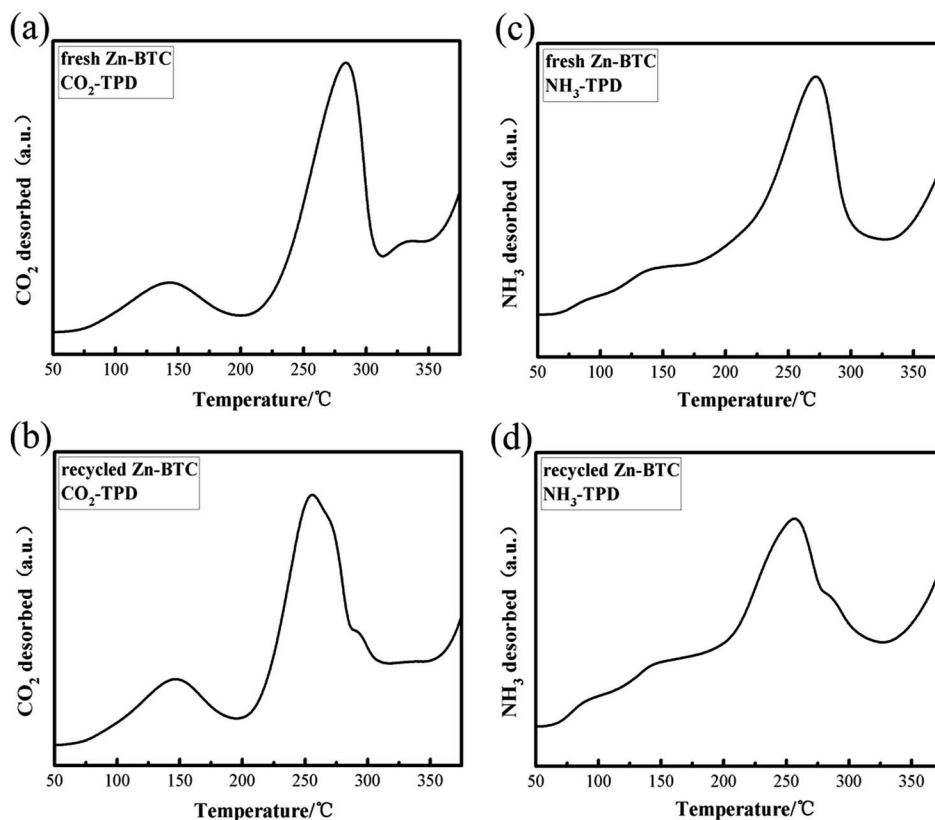 (a)
fresh Zn-BTC
CO₂-TPD
CO₂ desorbed (a.u.)
50 100 150 200 250 300 350
Temperature/℃
(c)
fresh Zn-BTC
NH₃-TPD
NH₃ desorbed (a.u.)
50 100 150 200 250 300 350
Temperature/℃
(b)
recycled Zn-BTC
CO₂-TPD
CO₂ desorbed (a.u.)
50 100 150 200 250 300 350
Temperature/℃
(d)
recycled Zn-BTC
NH₃-TPD
NH₃ desorbed (a.u.)
50 100 150 200 250 300 350
Temperature/℃